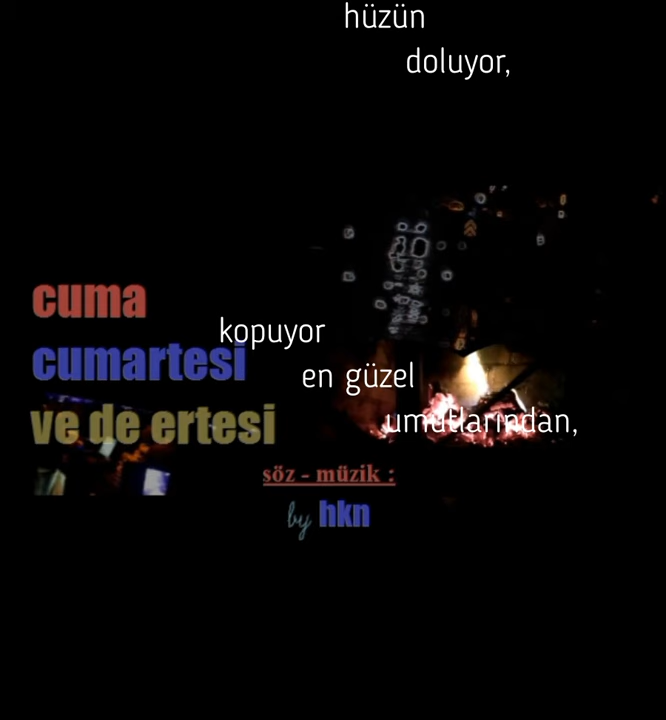 hüzün
doluyor,
cuma
cumartesi
ve de ertesi
kopuyor
en güzel
umutlarından,
söz - müzik :
by hkn